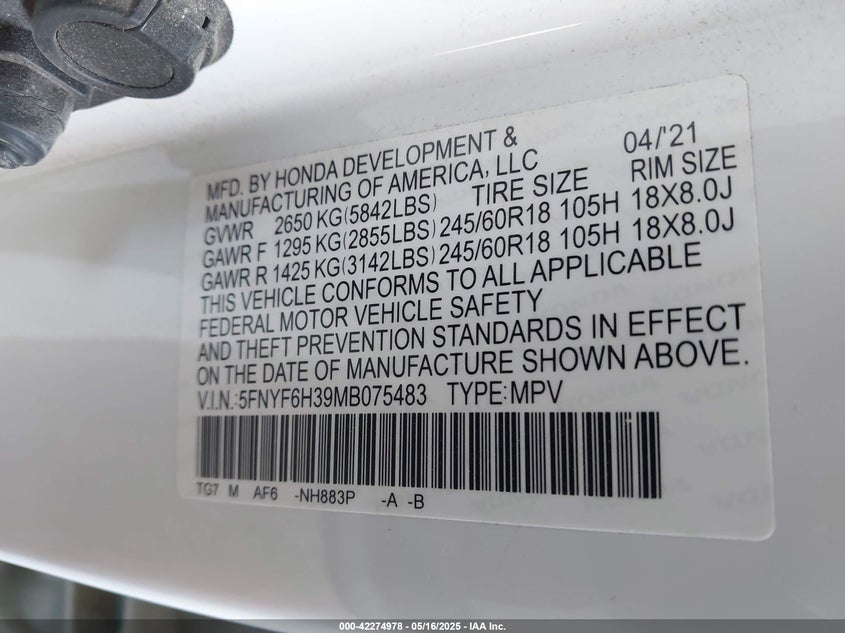 MFD. BY HONDA DEVELOPMENT & 04/'21
MANUFACTURING OF AMERICA, LLC
GVWR 2650 KG(5842LBS) TIRE SIZE RIM SIZE
GAWR F 1295 KG(2855LBS) 245/60R18 105H 18X8.0J
GAWR R 1425 KG(3142LBS) 245/60R18 105H 18X8.0J
THIS VEHICLE CONFORMS TO ALL APPLICABLE
FEDERAL MOTOR VEHICLE SAFETY
AND THEFT PREVENTION STANDARDS IN EFFECT
ON THE DATE OF MANUFACTURE SHOWN ABOVE.
V.I.N.:5FNYF6H39MB075483 TYPE:MPV
TG7 M AF6 -NH883P -A -B
000-42274978 - 05/16/2025 - IAA Inc.